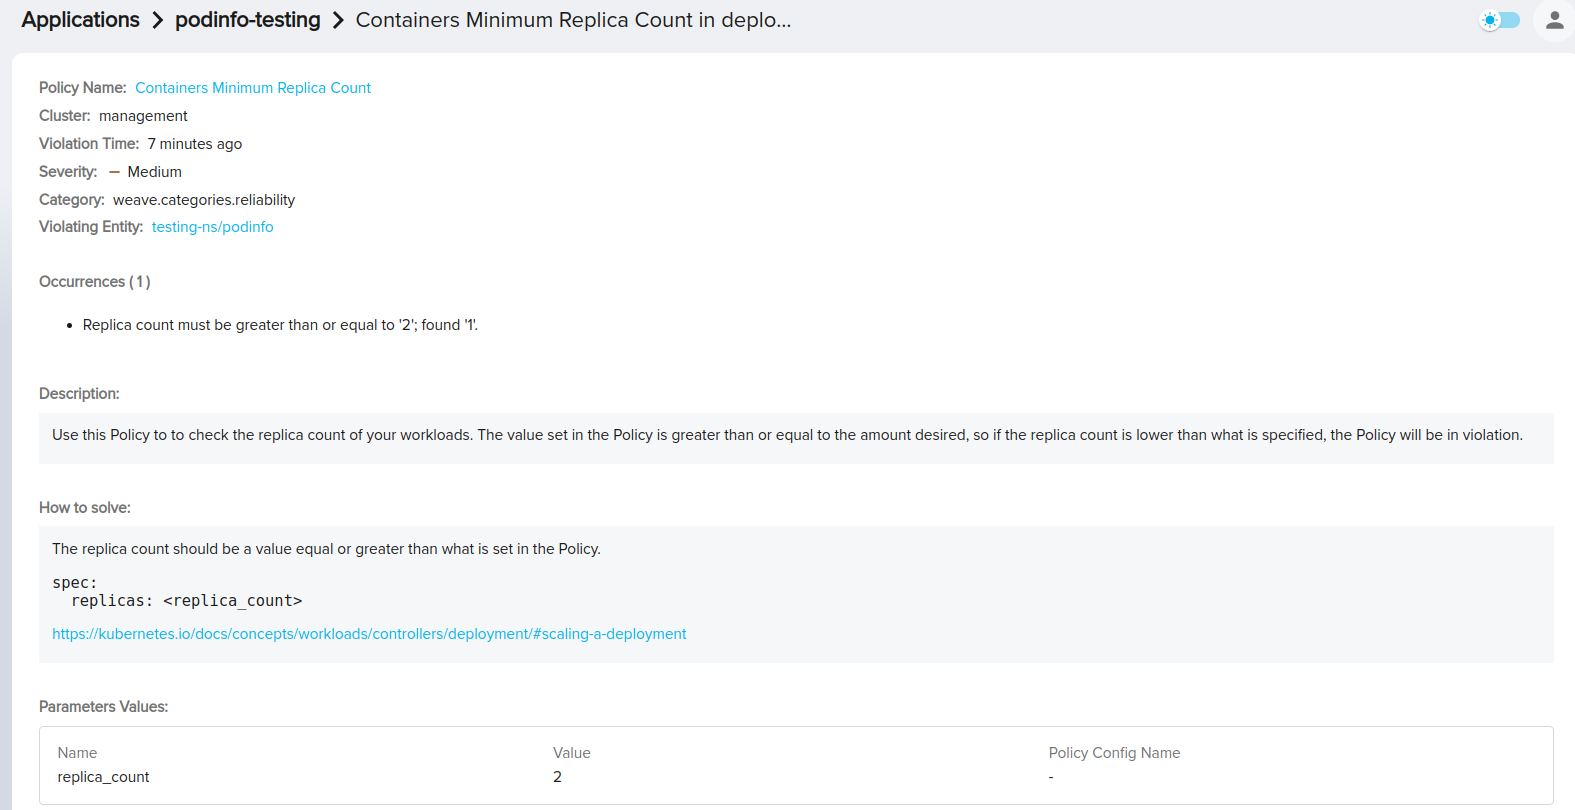 Applications > podinfo-testing > Containers Minimum Replica Count in deplo...
Policy Name: Containers Minimum Replica Count
Cluster: management
Violation Time: 7 minutes ago
Severity: – Medium
Category: weave.categories.reliability
Violating Entity: testing-ns/podinfo
Occurrences ( 1 )
• Replica count must be greater than or equal to '2'; found '1'.
Description:
Use this Policy to to check the replica count of your workloads. The value set in the Policy is greater than or equal to the amount desired, so if the replica count is lower than what is specified, the Policy will be in violation.
How to solve:
The replica count should be a value equal or greater than what is set in the Policy.
spec:
  replicas: <replica_count>
https://kubernetes.io/docs/concepts/workloads/controllers/deployment/#scaling-a-deployment
Parameters Values:
Name Value Policy Config Name
replica_count 2 -